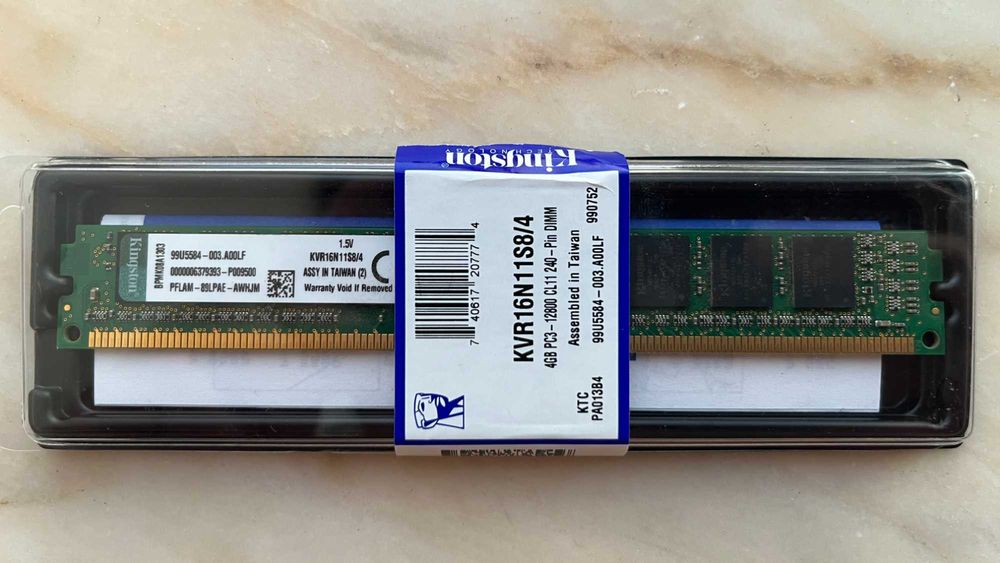 Kingston
BPMK08A1303
99U5584-003.A00LF
0000006379393-P009500
PFLAM-89LPAE-AWHJM
1.5V
KVR16N11S8/4
ASSY IN TAIWAN (2)
Warranty Void If Removed
Kingston
TECHNOLOGY
7 40617 20777 4
KVR16N11S8/4
4GB PC3-12800 CL11 240-Pin DIMM
Assembled in Taiwan
99U5584-003.A00LF 990752
KTC
PA013B4